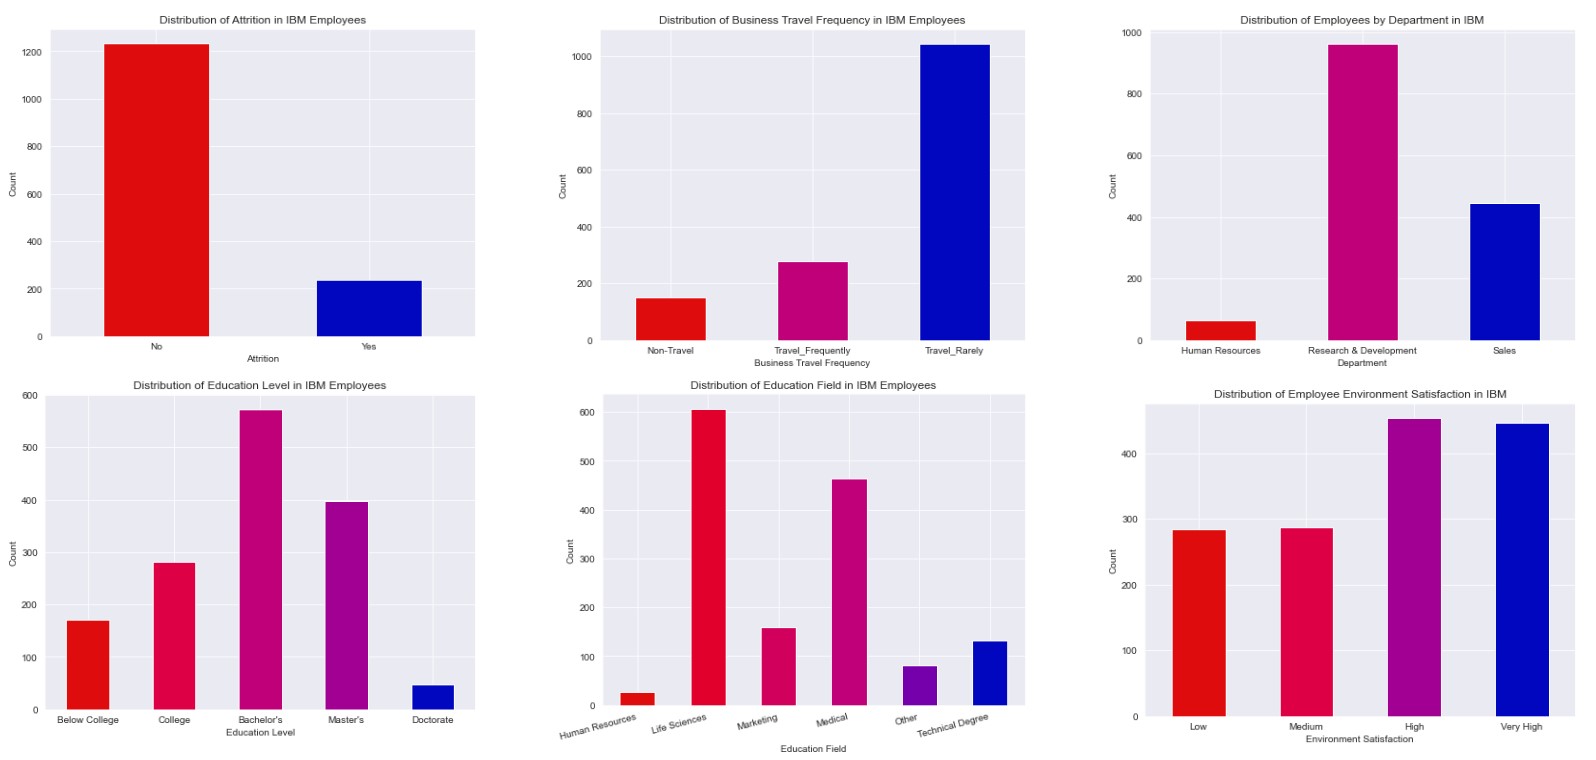 Distribution of Attrition in IBM Employees
1200
1000
800
600
400
200
0
Count
No
Yes
Attrition
Distribution of Business Travel Frequency in IBM Employees
1000
800
600
400
200
0
Count
Non-Travel
Travel_Frequently
Travel_Rarely
Business Travel Frequency
Distribution of Employees by Department in IBM
1000
800
600
400
200
0
Count
Human Resources
Research & Development
Sales
Department
Distribution of Education Level in IBM Employees
600
500
400
300
200
100
0
Count
Below College
College
Bachelor's
Master's
Doctorate
Education Level
Distribution of Education Field in IBM Employees
600
500
400
300
200
100
0
Count
Human Resources
Life Sciences
Marketing
Medical
Other
Technical Degree
Education Field
Distribution of Employee Environment Satisfaction in IBM
400
300
200
100
0
Count
Low
Medium
High
Very High
Environment Satisfaction